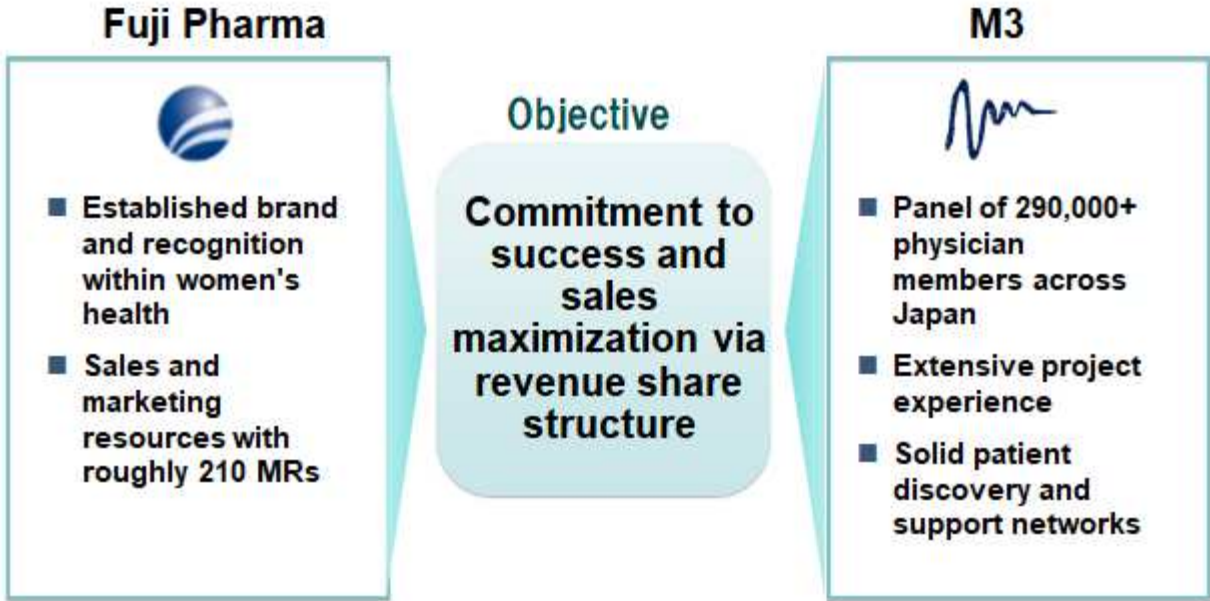 Fuji Pharma
Established brand
and recognition
within women's
health
Sales and
marketing
resources with
roughly 210 MRs
Objective
Commitment to
success and
sales
maximization via
revenue share
structure
M3
Panel of 290,000+
physician
members across
Japan
Extensive project
experience
Solid patient
discovery and
support networks